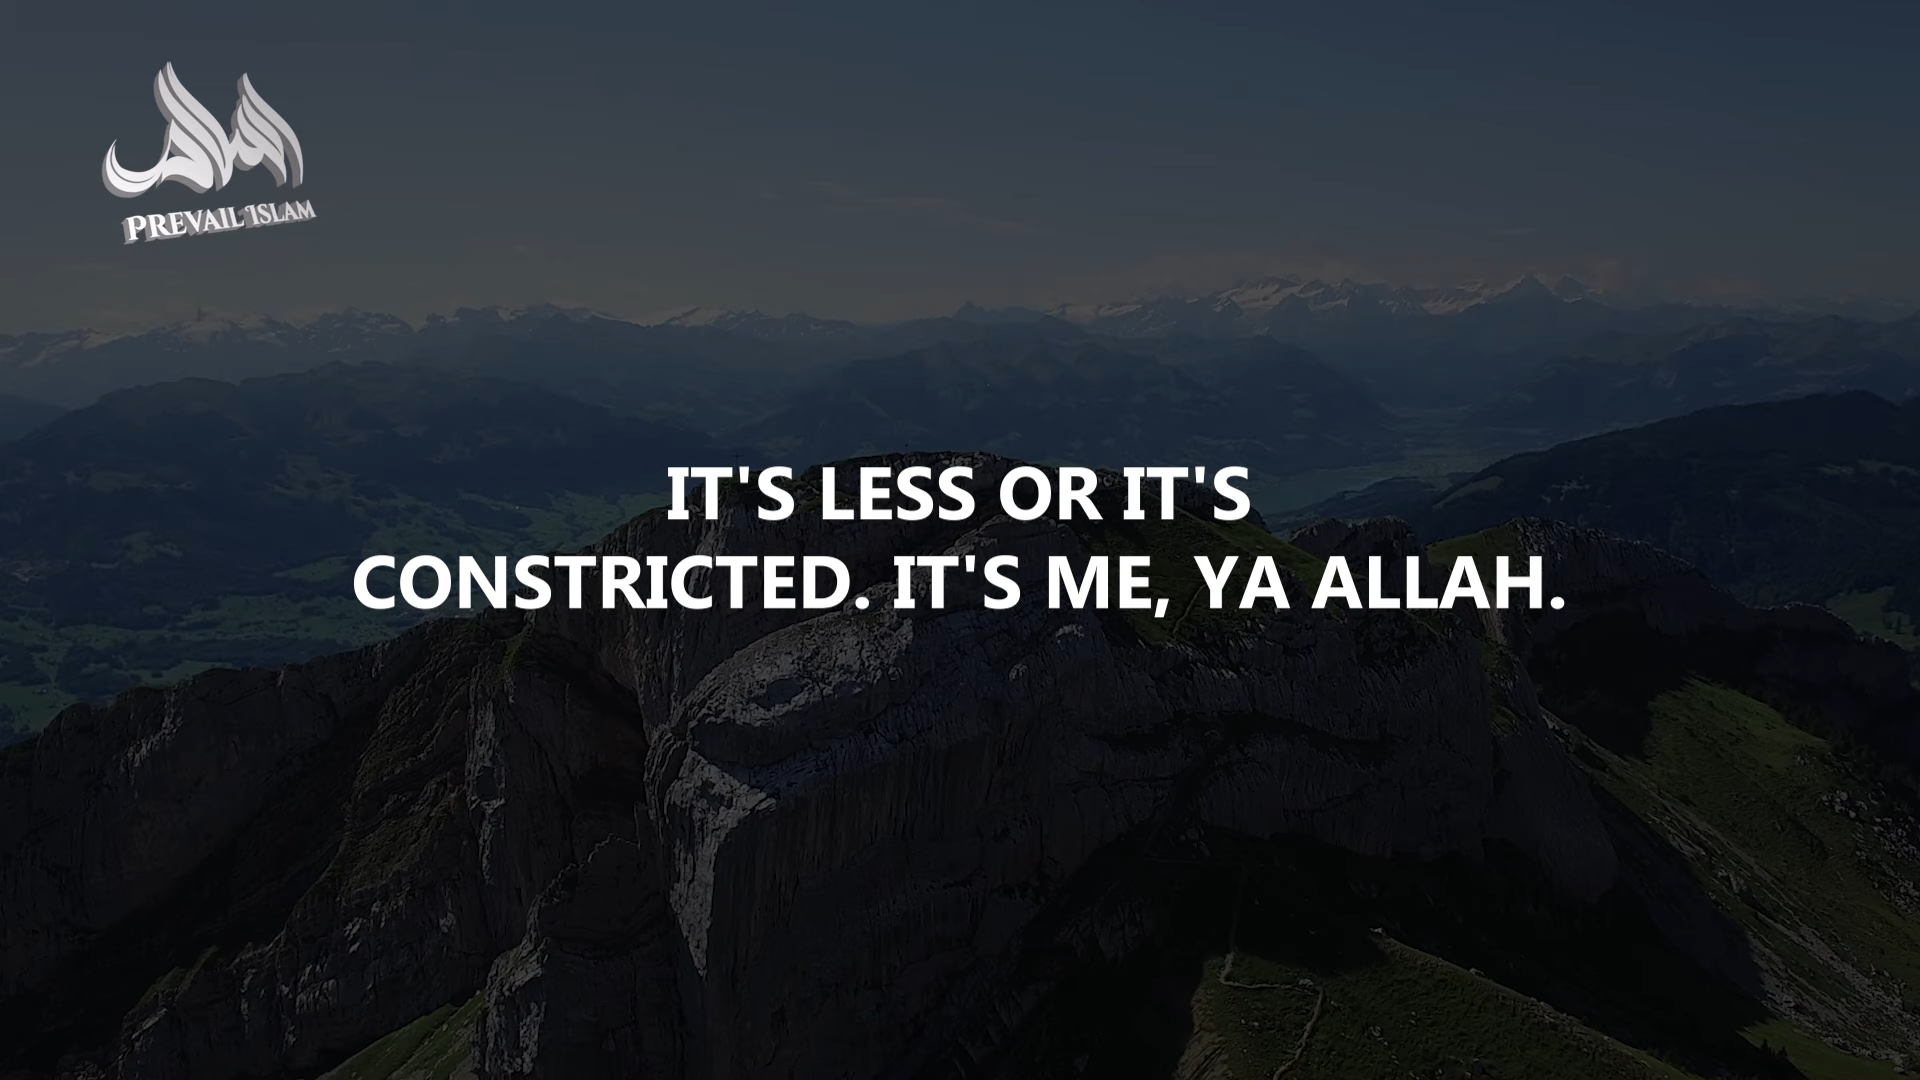 PREVAIL ISLAM
IT'S LESS OR IT'S
CONSTRICTED. IT'S ME, YA ALLAH.